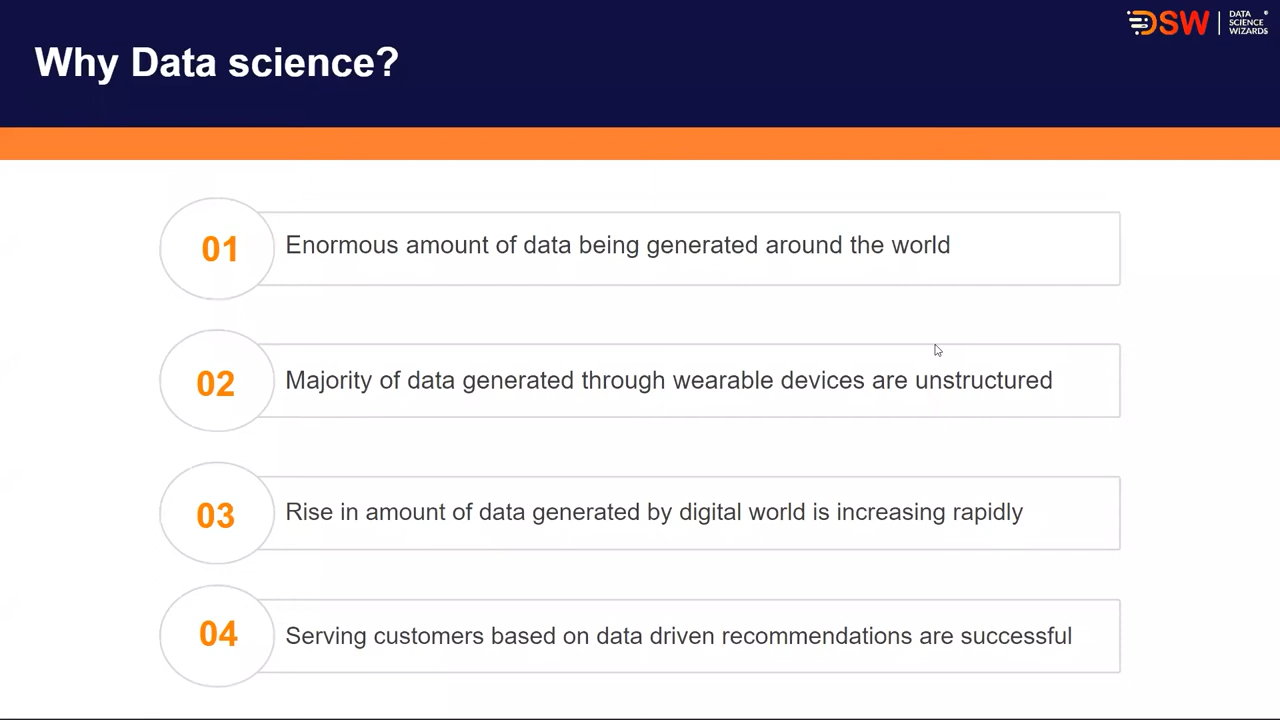 DSW
DATA
SCIENCE
WIZARDS
Why Data science?
01
Enormous amount of data being generated around the world
02
Majority of data generated through wearable devices are unstructured
03
Rise in amount of data generated by digital world is increasing rapidly
04
Serving customers based on data driven recommendations are successful